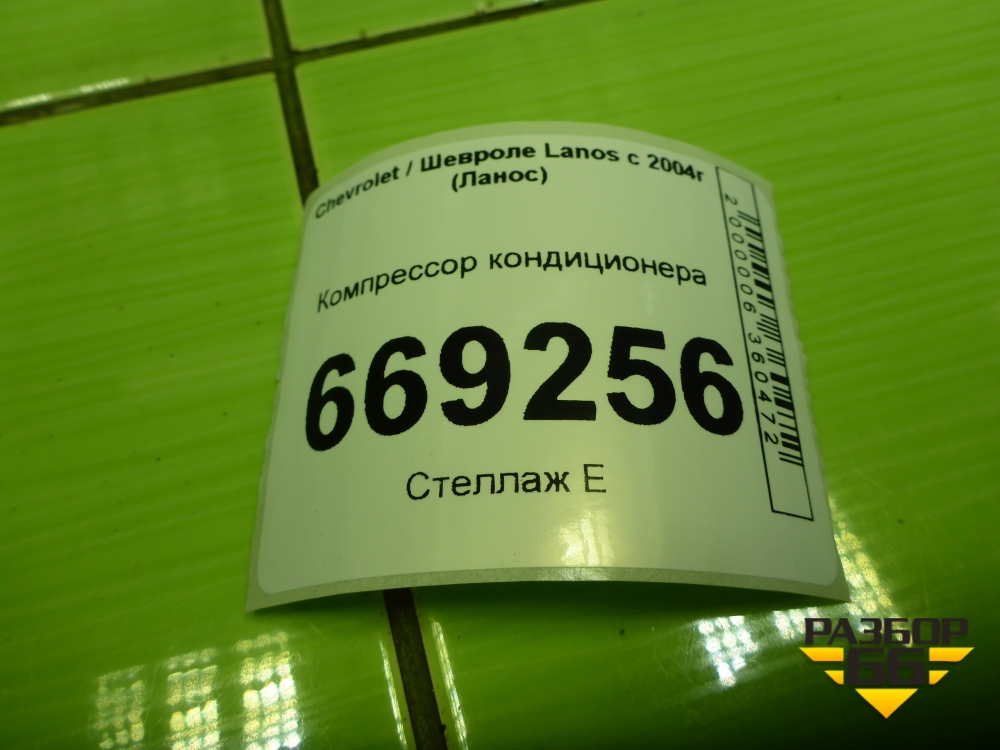 Chevrolet / Шевроле Lanos с 2004г
(Ланос)
Компрессор кондиционера
669256
Стеллаж Е
2000006360472
РАЗБОР
66